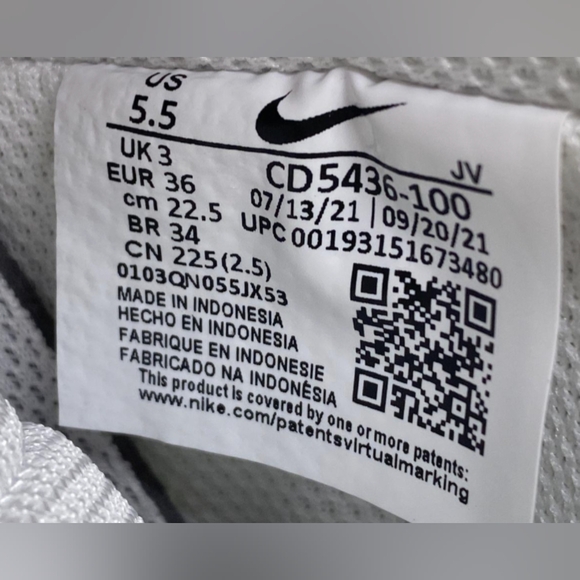 US
5.5
UK 3
EUR 36
cm 22.5
BR 34
CN 225(2.5)
JV
CD5436-100
07/13/21 | 09/20/21
UPC 00193151673480
0103QN055JX53
MADE IN INDONESIA
HECHO EN INDONESIA
FABRIQUE EN INDONESIE
FABRICADO NA INDONÉSIA
This product is covered by one or more patents:
www.nike.com/patentsvirtualmarking